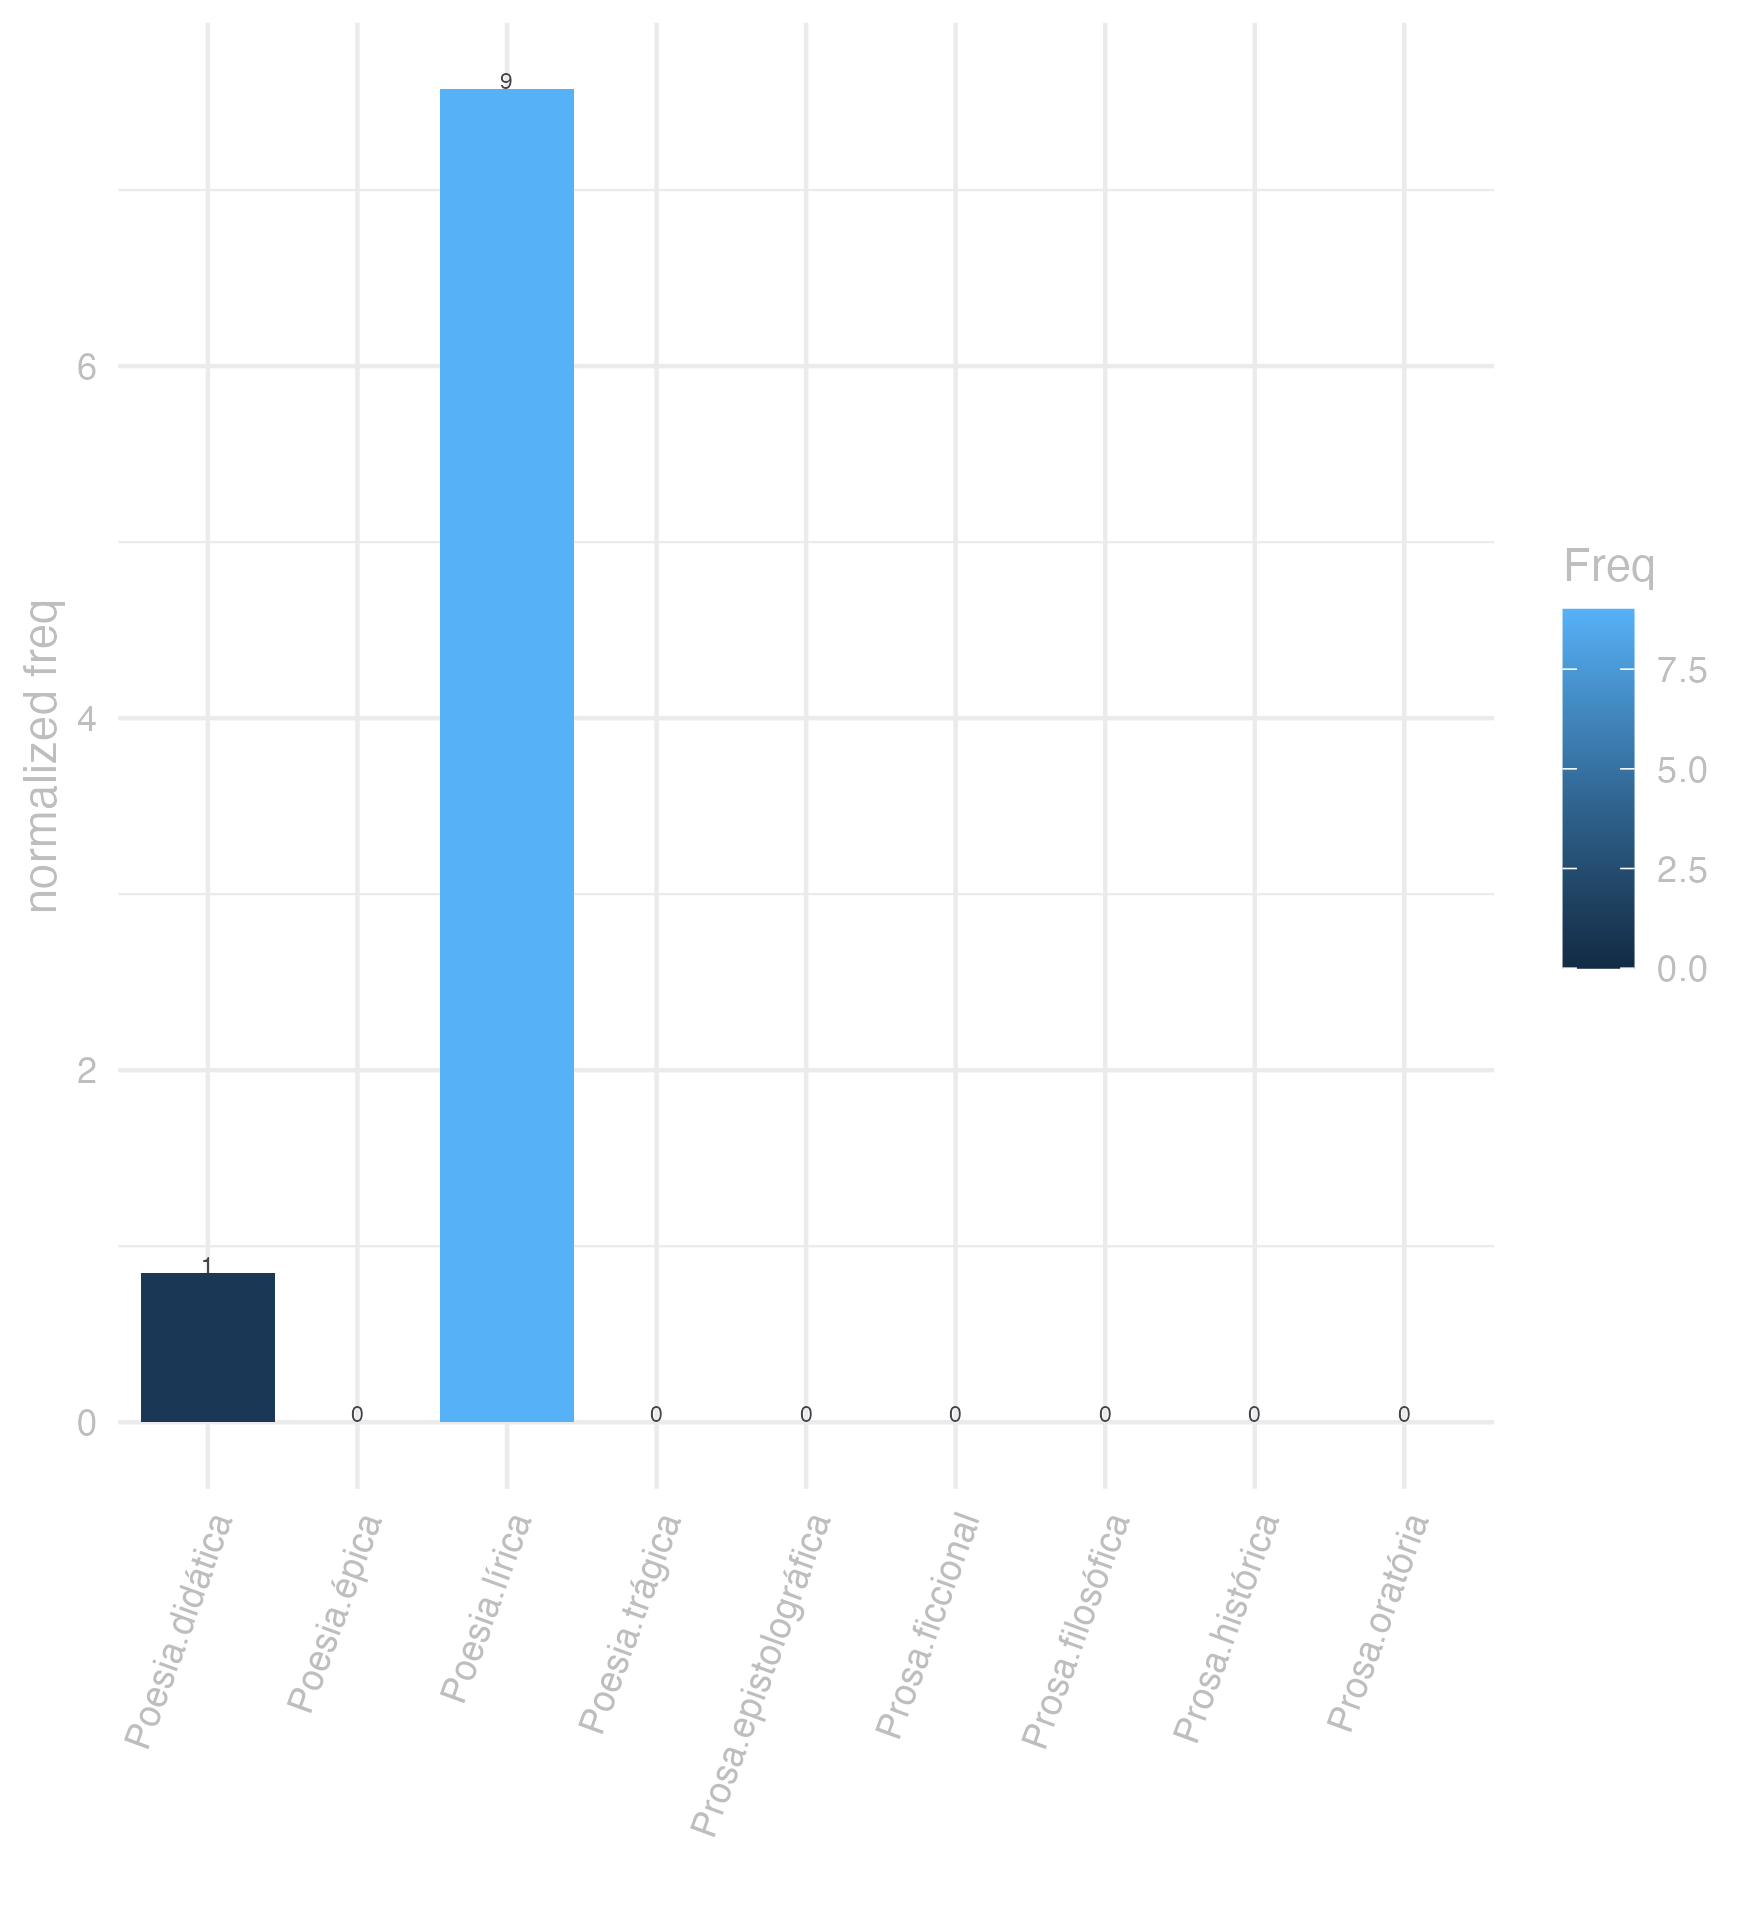 9
6
4
2
0
normalized freq
1
0
0
0
0
0
0
0
Poesia.didática
Poesia.épica
Poesia.lírica
Poesia.trágica
Prosa.epistolográfica
Prosa.ficcional
Prosa.filosófica
Prosa.histórica
Prosa.oratória
Freq
7.5
5.0
2.5
0.0